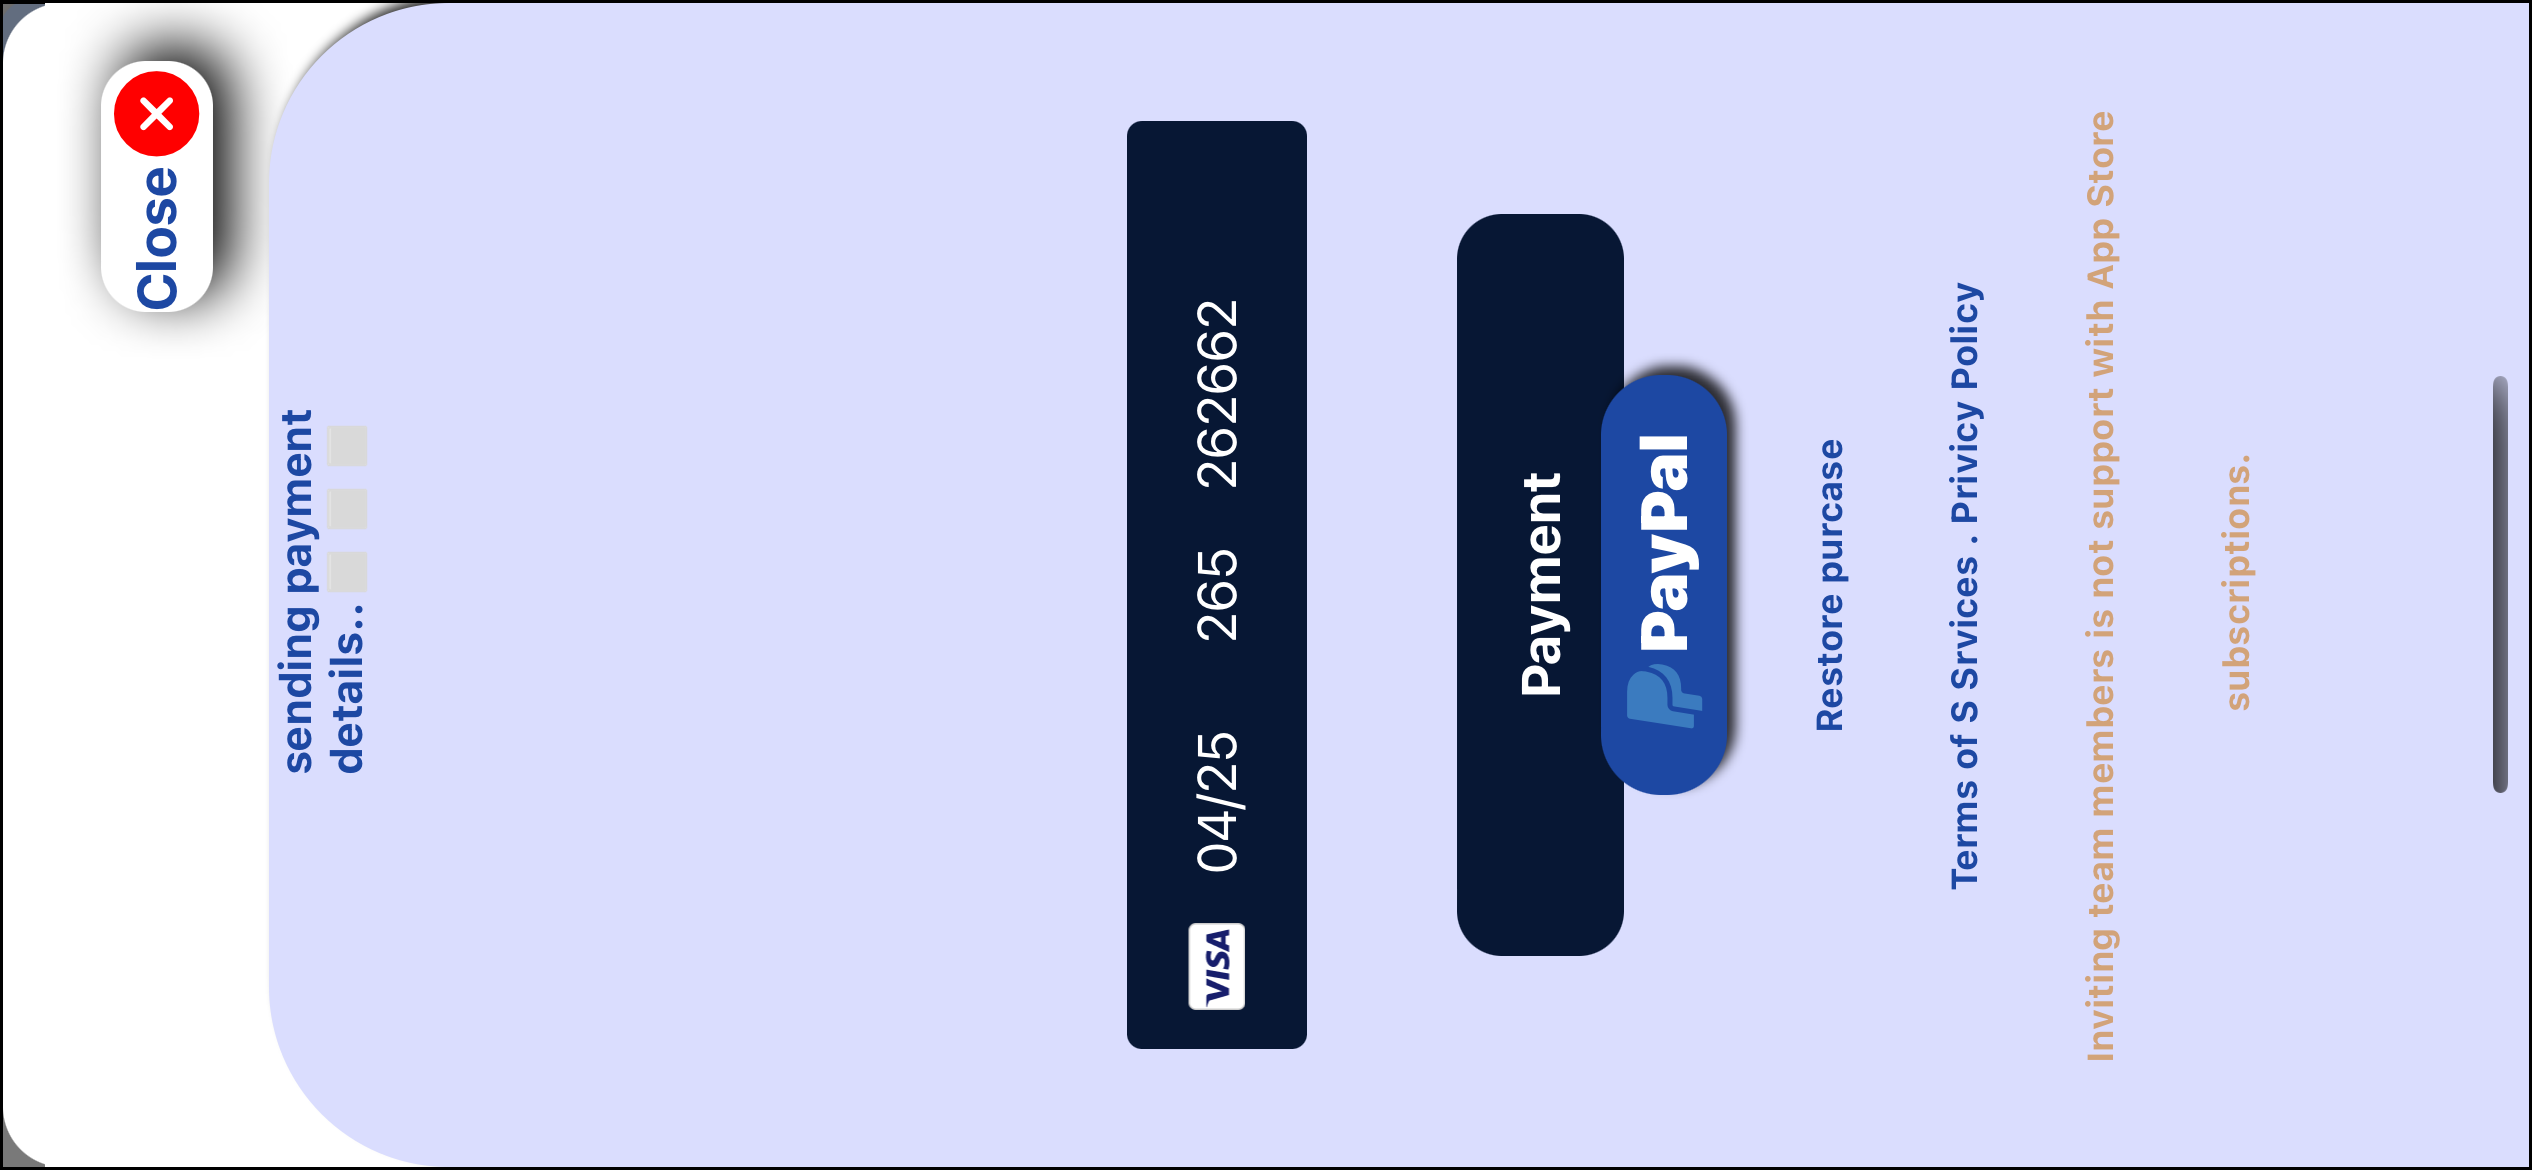 Close
sending payment
details..
VISA 04/25 265 2626662
Payment
PayPal
Restore purcase
Terms of S Srvices . Privicy Policy
Inviting team members is not support with App Store
subscriptions.